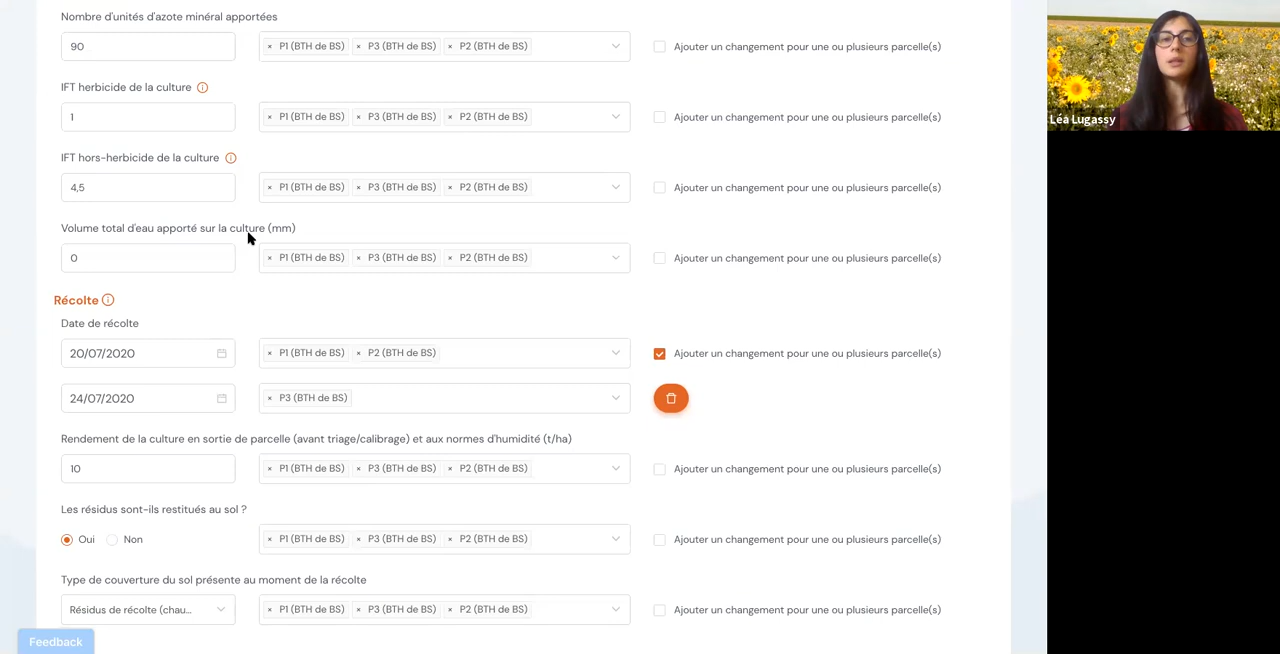 Nombre d'unités d'azote minéral apportées
90
× P1 (BTH de BS) × P3 (BTH de BS) × P2 (BTH de BS)
Ajouter un changement pour une ou plusieurs parcelle(s)
IFT herbicide de la culture
1
× P1 (BTH de BS) × P3 (BTH de BS) × P2 (BTH de BS)
Ajouter un changement pour une ou plusieurs parcelle(s)
IFT hors-herbicide de la culture
4,5
× P1 (BTH de BS) × P3 (BTH de BS) × P2 (BTH de BS)
Ajouter un changement pour une ou plusieurs parcelle(s)
Volume total d'eau apporté sur la culture (mm)
0
× P1 (BTH de BS) × P3 (BTH de BS) × P2 (BTH de BS)
Ajouter un changement pour une ou plusieurs parcelle(s)
Récolte
Date de récolte
20/07/2020
× P1 (BTH de BS) × P2 (BTH de BS)
Ajouter un changement pour une ou plusieurs parcelle(s)
24/07/2020
× P3 (BTH de BS)
Rendement de la culture en sortie de parcelle (avant triage/calibrage) et aux normes d'humidité (t/ha)
10
× P1 (BTH de BS) × P3 (BTH de BS) × P2 (BTH de BS)
Ajouter un changement pour une ou plusieurs parcelle(s)
Les résidus sont-ils restitués au sol ?
Oui Non
× P1 (BTH de BS) × P3 (BTH de BS) × P2 (BTH de BS)
Ajouter un changement pour une ou plusieurs parcelle(s)
Type de couverture du sol présente au moment de la récolte
Résidus de récolte (chau...
× P1 (BTH de BS) × P3 (BTH de BS) × P2 (BTH de BS)
Ajouter un changement pour une ou plusieurs parcelle(s)
Feedback
Léa Lugassy